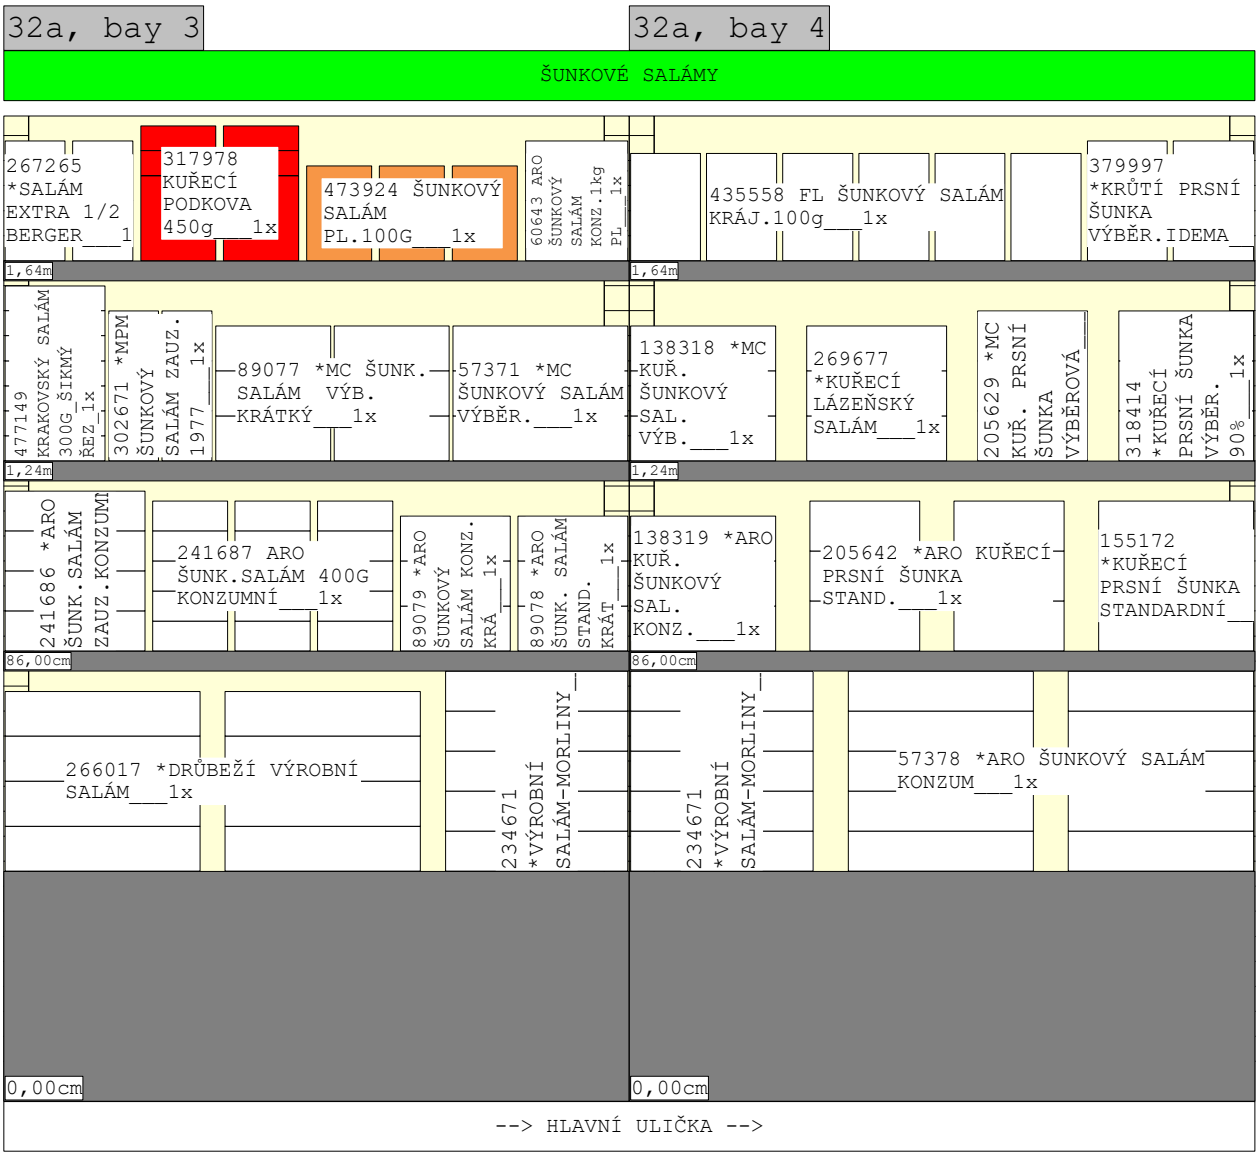 32a, bay 3
32a, bay 4
ŠUNKOVÉ SALÁMY
267265
*SALÁM
EXTRA 1/2
BERGER___1
317978
KUŘECÍ
PODKOVA
450g___1x
473924 ŠUNKOVÝ
SALÁM
PL.100G___1x
60643 ARO
ŠUNKOVÝ
SALÁM
KONZ.1kg
PL___1x
435558 FL ŠUNKOVÝ SALÁM
KRÁJ.100g___1x
379997
*KRŮTÍ PRSNÍ
ŠUNKA
VÝBĚR.IDEMA__
1,64m
1,64m
477149
KRAKOVSKÝ SALÁM
300G_ŠIKMÝ
ŘEZ_1x
302671 *MPM
ŠUNKOVÝ
SALÁM ZAUZ.
1977___1x
89077 *MC ŠUNK.
SALÁM  VÝB.
KRÁTKÝ___1x
57371 *MC
ŠUNKOVÝ SALÁM
VÝBĚR.___1x
138318 *MC
KUŘ.
ŠUNKOVÝ
SAL.
VÝB.___1x
269677
*KUŘECÍ
LÁZEŇSKÝ
SALÁM___1x
205629 *MC
KUŘ. PRSNÍ
ŠUNKA
VÝBĚROVÁ___
318414
*KUŘECÍ
PRSNÍ ŠUNKA
VÝBĚR.
90%___1x
1,24m
1,24m
241686 *ARO
ŠUNK.SALÁM
ZAUZ.KONZUMN
241687 ARO
ŠUNK.SALÁM 400G
KONZUMNÍ___1x
89079 *ARO
ŠUNKOVÝ
SALÁM KONZ.
KRÁ___1x
89078 *ARO
ŠUNK. SALÁM
STAND.
KRÁT___1x
138319 *ARO
KUŘ.
ŠUNKOVÝ
SAL.
KONZ.___1x
205642 *ARO KUŘECÍ
PRSNÍ ŠUNKA
STAND.___1x
155172
*KUŘECÍ
PRSNÍ ŠUNKA
STANDARDNÍ__
86,00cm
86,00cm
266017 *DRŮBEŽÍ VÝROBNÍ
SALÁM___1x
234671
*VÝROBNÍ
SALÁM-MORLINY_
234671
*VÝROBNÍ
SALÁM-MORLINY_
57378 *ARO ŠUNKOVÝ SALÁM
KONZUM___1x
0,00cm
0,00cm
--> HLAVNÍ ULIČKA -->